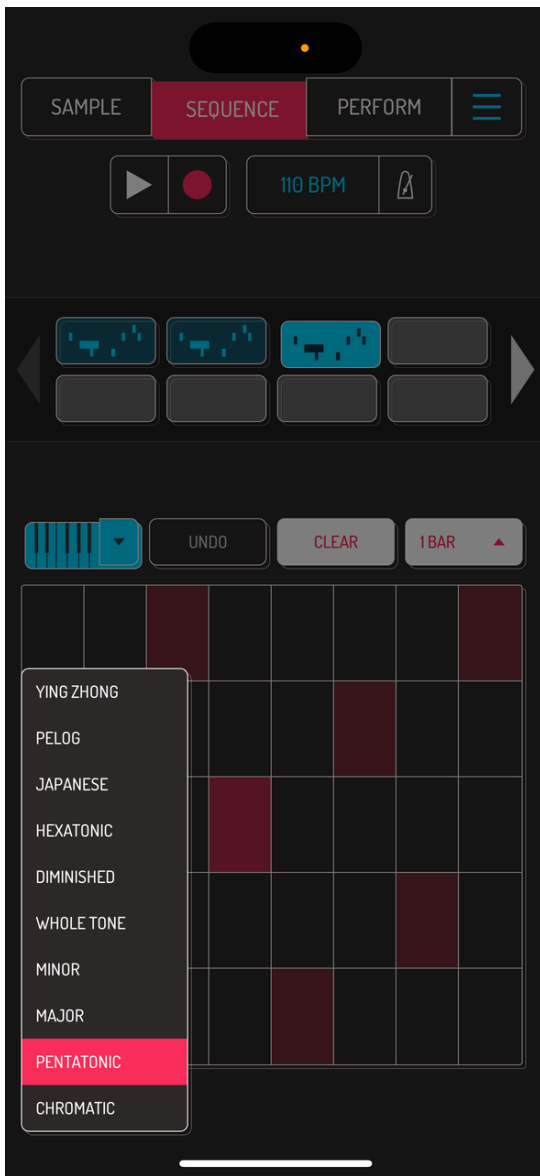 SAMPLE
SEQUENCE
PERFORM
110 BPM
UNDO
CLEAR
1 BAR
YING ZHONG
PELOG
JAPANESE
HEXATONIC
DIMINISHED
WHOLE TONE
MINOR
MAJOR
PENTATONIC
CHROMATIC